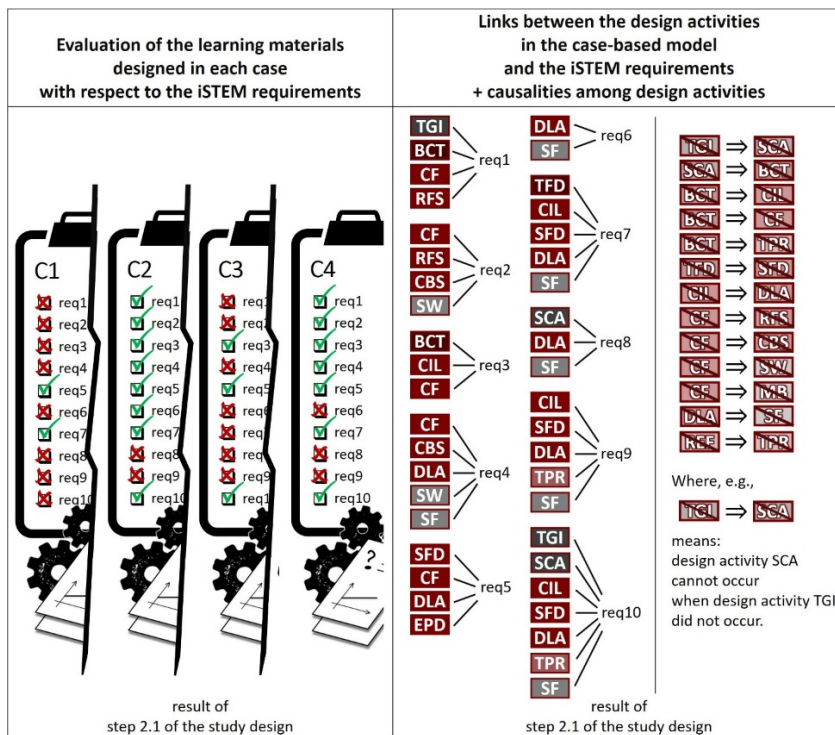 Evaluation of the learning materials
designed in each case
with respect to the iSTEM requirements
Links between the design activities
in the case-based model
and the iSTEM requirements
+ causalities among design activities
C1
req1
req2
req3
req4
req5
req6
req7
req8
req9
req10
C2
req1
req2
req3
req4
req5
req6
req7
req8
req9
req10
C3
req1
req2
req3
req4
req5
req6
req7
req8
req9
req1
C4
req1
req2
req3
req4
req5
req6
req7
req8
req9
req10
?
result of
step 2.1 of the study design
TGI
BCT
CF
RFS
req1
CF
RFS
CBS
SW
req2
BCT
CIL
CF
req3
CF
CBS
DLA
SW
SF
req4
SFD
CF
DLA
EPD
req5
DLA
SF
req6
TFD
CIL
SFD
DLA
SF
req7
SCA
DLA
SF
req8
CIL
SFD
DLA
TPR
SF
req9
TGI
SCA
CIL
SFD
DLA
TPR
SF
req10
TGI ⇒ SCA
SCA ⇒ BCT
BCT ⇒ CIL
BCT ⇒ CF
BCT ⇒ TPR
TFD ⇒ SFD
CIL ⇒ DLA
CF ⇒ RFS
CF ⇒ CBS
CF ⇒ SW
CF ⇒ MB
DLA ⇒ SF
REF ⇒ TPR
Where, e.g.,
TGI ⇒ SCA
means:
design activity SCA
cannot occur
when design activity TGI
did not occur.
result of
step 2.1 of the study design